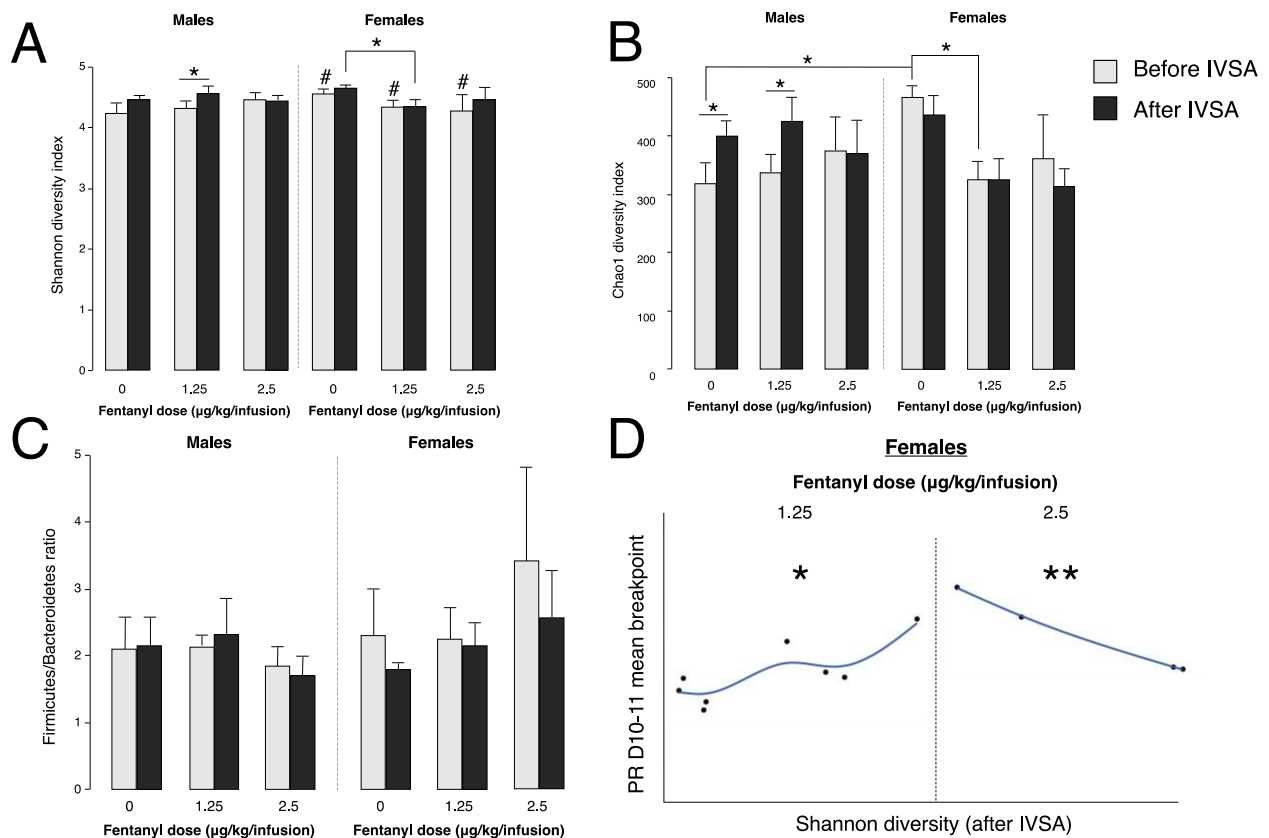 A
Males
Females
*
*
#
#
#
5
4
3
2
1
0
Shannon diversity index
0
1.25
2.5
0
1.25
2.5
Fentanyl dose (µg/kg/infusion)
Fentanyl dose (µg/kg/infusion)
B
Males
Females
*
*
*
*
500
400
300
200
100
0
Chao1 diversity index
0
1.25
2.5
0
1.25
2.5
Fentanyl dose (µg/kg/infusion)
Fentanyl dose (µg/kg/infusion)
Before IVSA
After IVSA
C
Males
Females
5
4
3
2
1
0
Firmicutes/Bacteroidetes ratio
0
1.25
2.5
0
1.25
2.5
Fentanyl dose (µg/kg/infusion)
Fentanyl dose (µg/kg/infusion)
D
Females
Fentanyl dose (µg/kg/infusion)
1.25
2.5
*
**
PR D10-11 mean breakpoint
Shannon diversity (after IVSA)